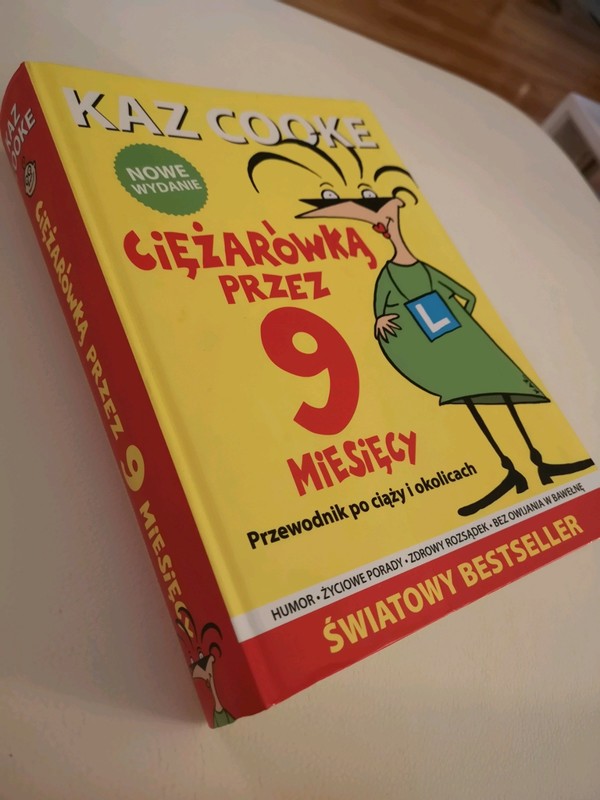 KAZ COOKE
NOWE
WYDANIE
CIĘŻARÓWKĄ
PRZEZ
9
MIESIĘCY
L
Przewodnik po ciąży i okolicach
HUMOR • ŻYCIOWE PORADY • ZDROWY ROZSĄDEK • BEZ OWIJANIA W BAWEŁNĘ
ŚWIATOWY BESTSELLER
KAZ
COOKE
CIĘŻARÓWKĄ PRZEZ 9 MIESIĘCY